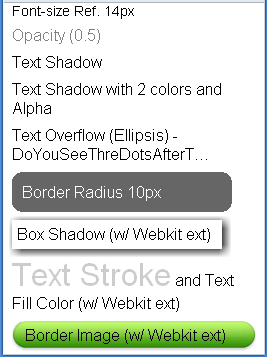 Font-size Ref. 14px
Opacity (0.5)
Text Shadow
Text Shadow with 2 colors and
Alpha
Text Overflow (Ellipsis) -
DoYouSeeThreDotsAfterT...
Border Radius 10px
Box Shadow (w/ Webkit ext)
Text Stroke and Text
Fill Color (w/ Webkit ext)
Border Image (w/ Webkit ext)